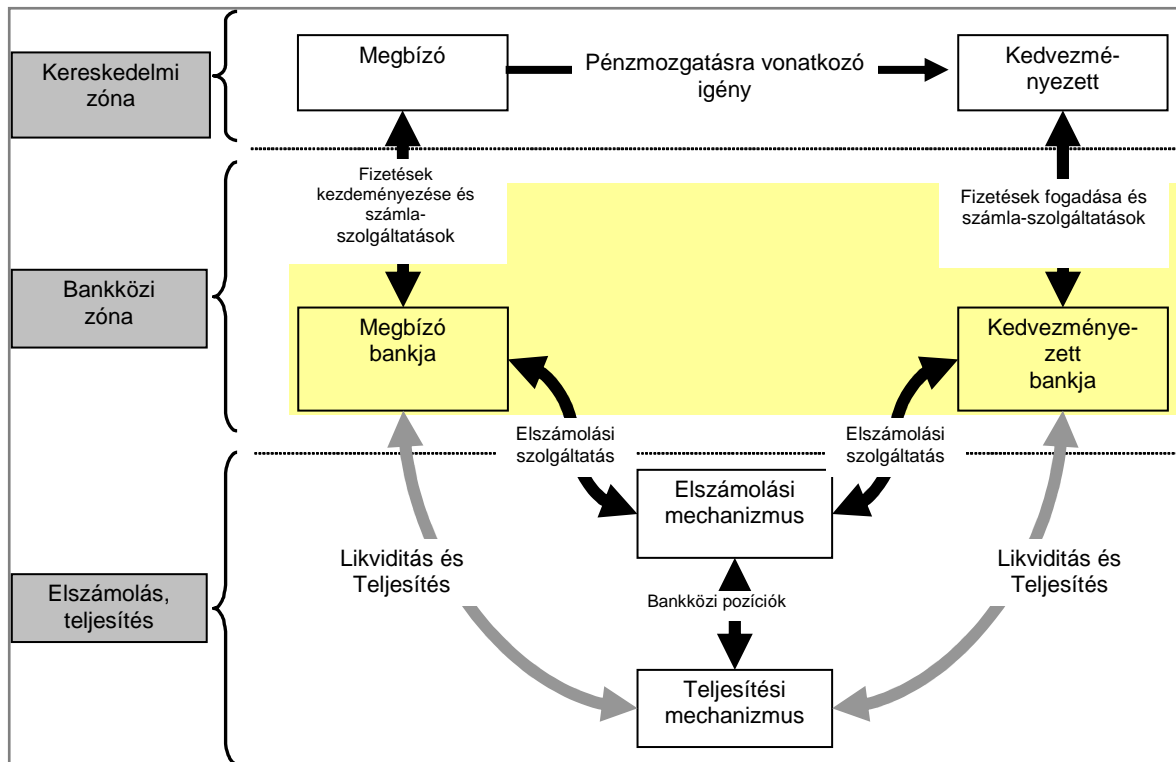 Kereskedelmi
zóna
Megbízó
Pénzmozgatásra vonatkozó
igény
Kedvezmé-
nyezett
Fizetések
kezdeményezése és
számla-
szolgáltatások
Fizetések fogadása és
számla-szolgáltatások
Bankközi
zóna
Megbízó
bankja
Kedvezménye-
zett
bankja
Elszámolási
szolgáltatás
Elszámolási
szolgáltatás
Elszámolási
mechanizmus
Likviditás és
Teljesítés
Likviditás és
Teljesítés
Elszámolás,
teljesítés
Bankközi pozíciók
Teljesítési
mechanizmus